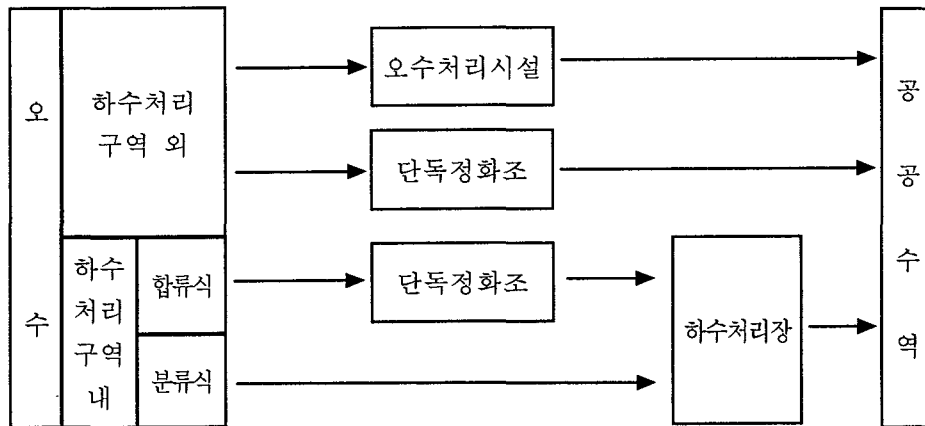 오수
하수처리
구역 외
하수
처리
구역
내
합류식
분류식
오수처리시설
단독정화조
단독정화조
하수처리장
공공수역